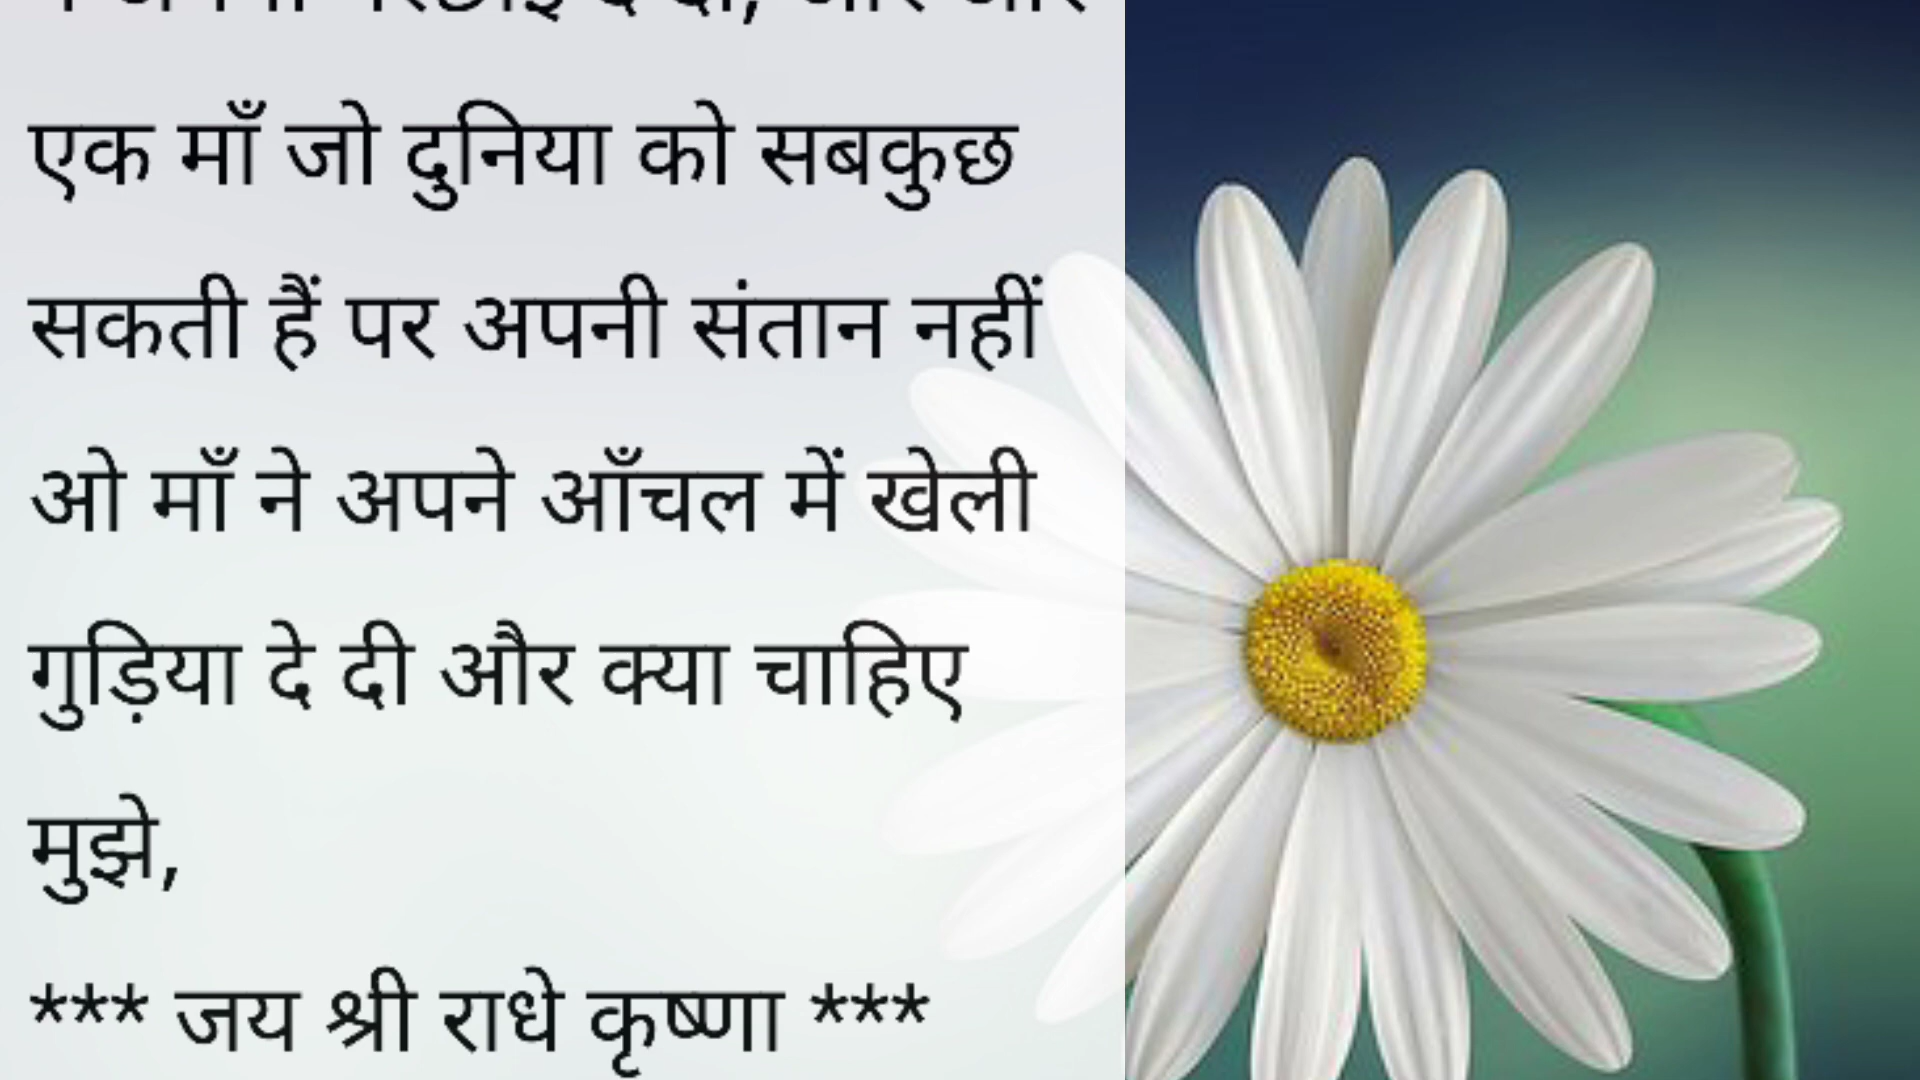 एक माँ जो दुनिया को सबकुछ
सकती हैं पर अपनी संतान नहीं
ओ माँ ने अपने आँचल में खेली
गुड़िया दे दी और क्या चाहिए
मुझे,
*** जय श्री राधे कृष्णा ***